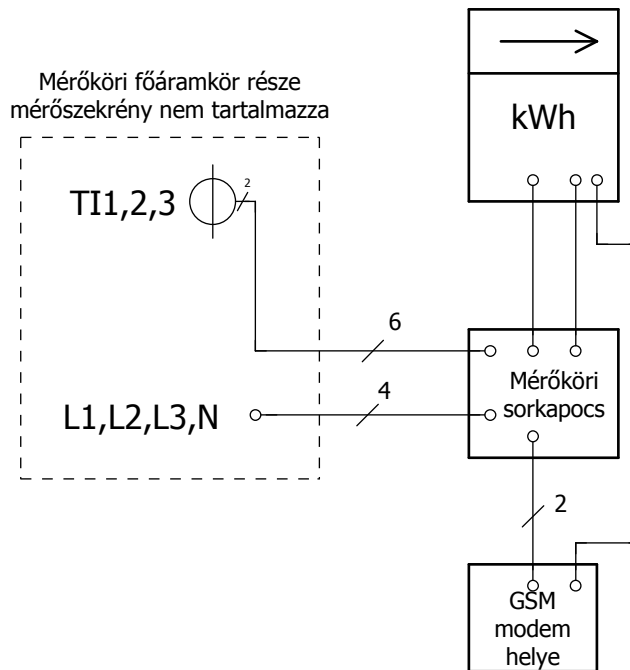 Mérőköri főáramkör része
mérőszekrény nem tartalmazza
kWh
TI1,2,3
2
6
4
L1,L2,L3,N
Mérőköri
sorkapocs
2
GSM
modem
helye